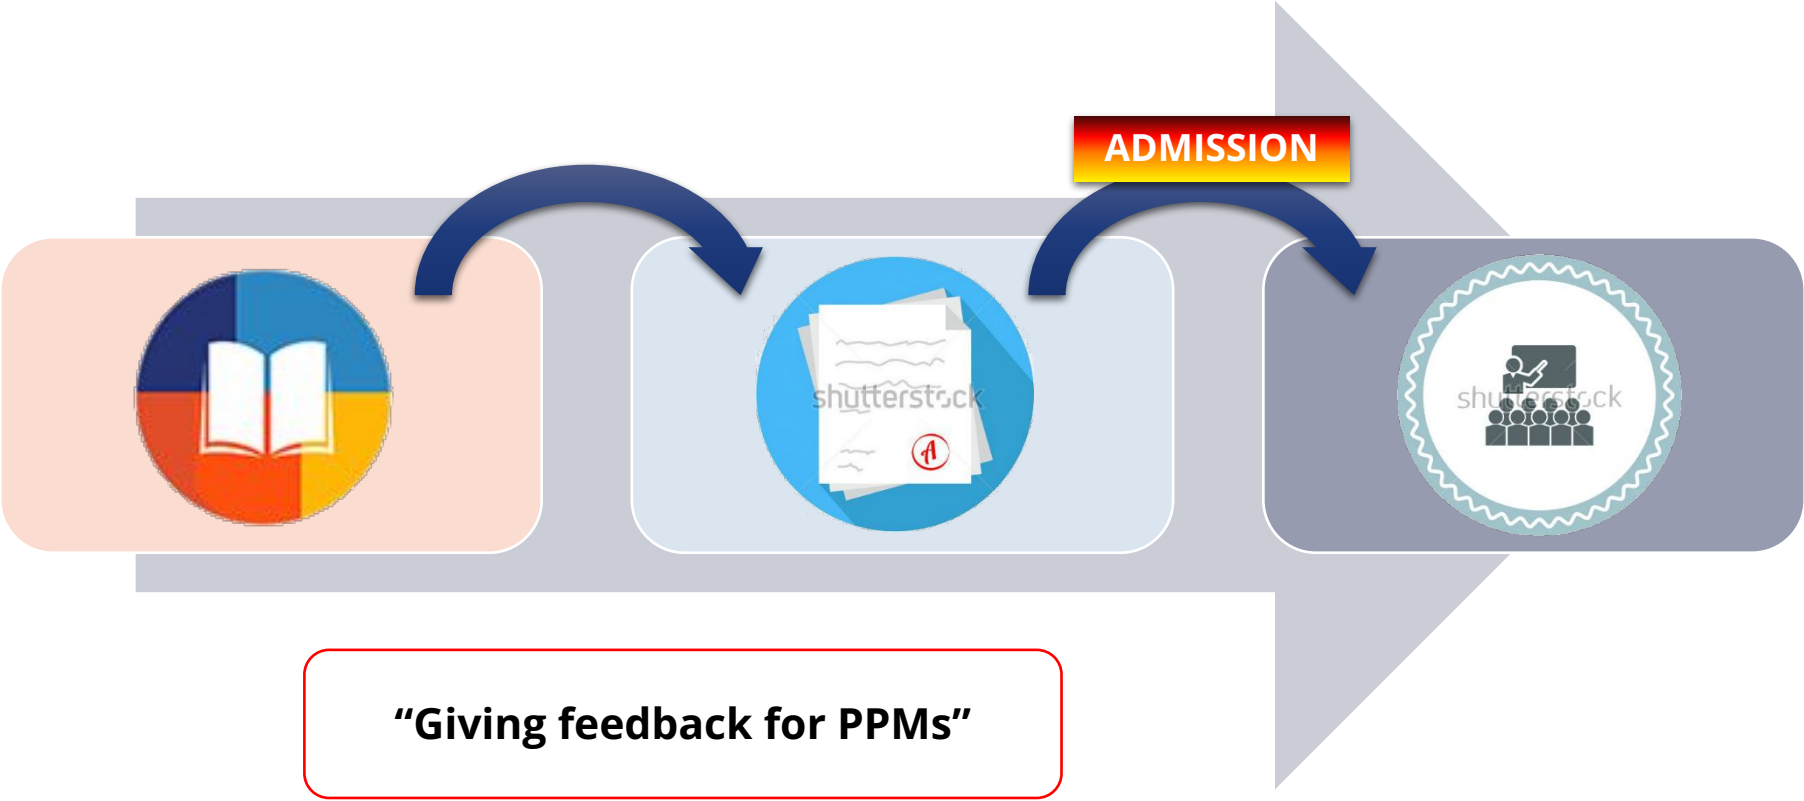 ADMISSION
shutterstock
A
shutterstock
“Giving feedback for PPMs”